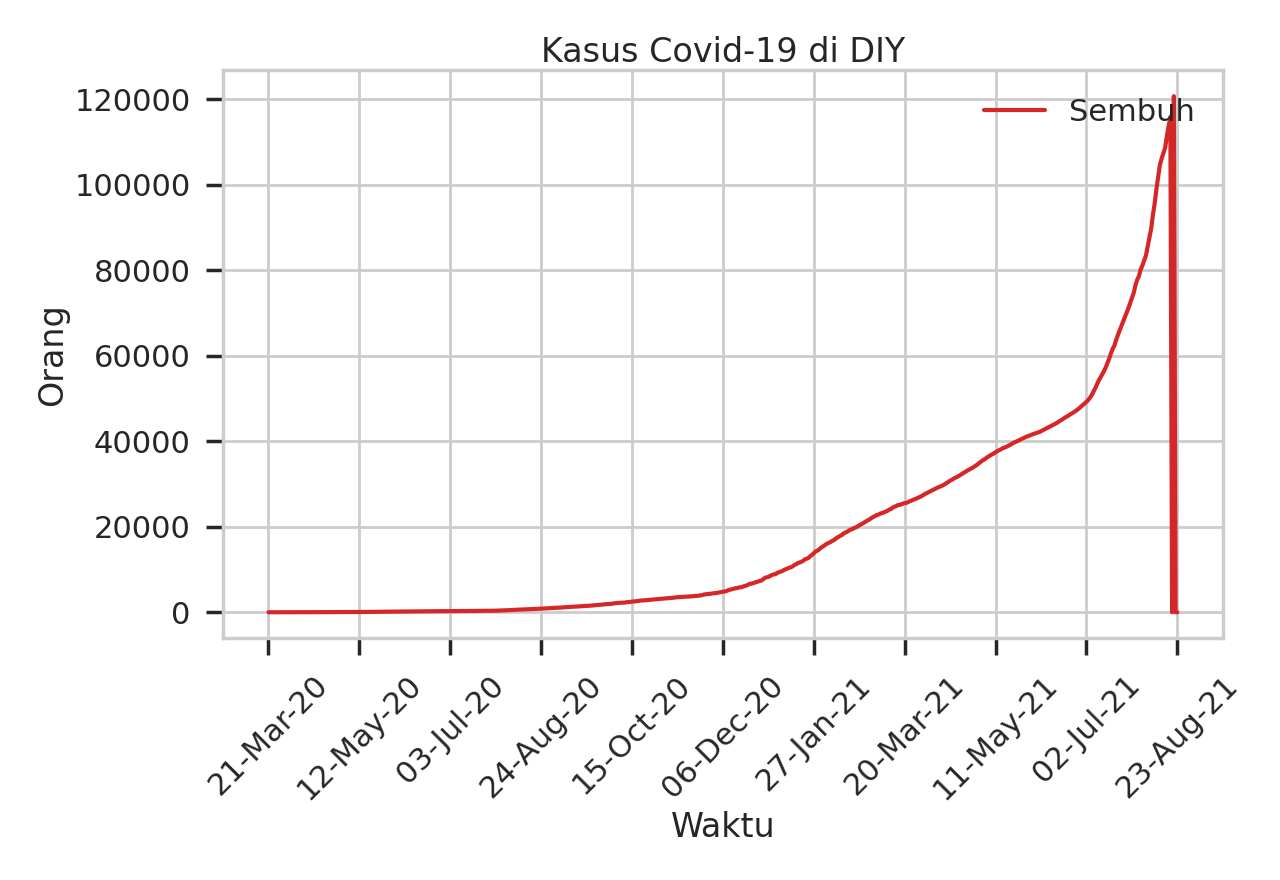 Kasus Covid-19 di DIY
Sembuh
120000
100000
80000
60000
40000
20000
0
Orang
21-Mar-20
12-May-20
03-Jul-20
24-Aug-20
15-Oct-20
06-Dec-20
27-Jan-21
20-Mar-21
11-May-21
02-Jul-21
23-Aug-21
Waktu